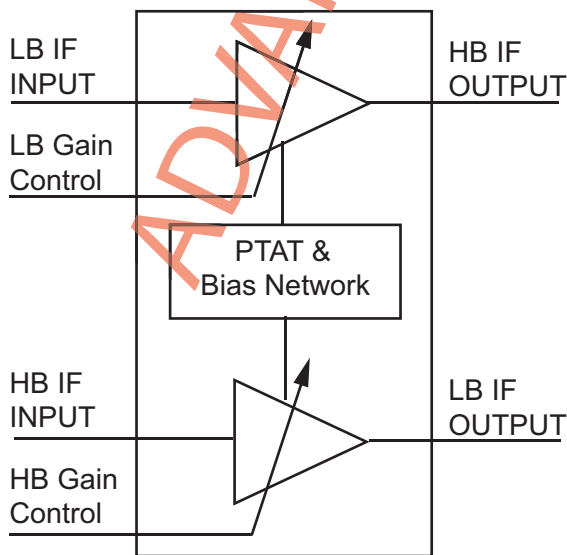 LB IF
INPUT
HB IF
OUTPUT
LB Gain
Control
PTAT &
Bias Network
HB IF
INPUT
LB IF
OUTPUT
HB Gain
Control
ADVA